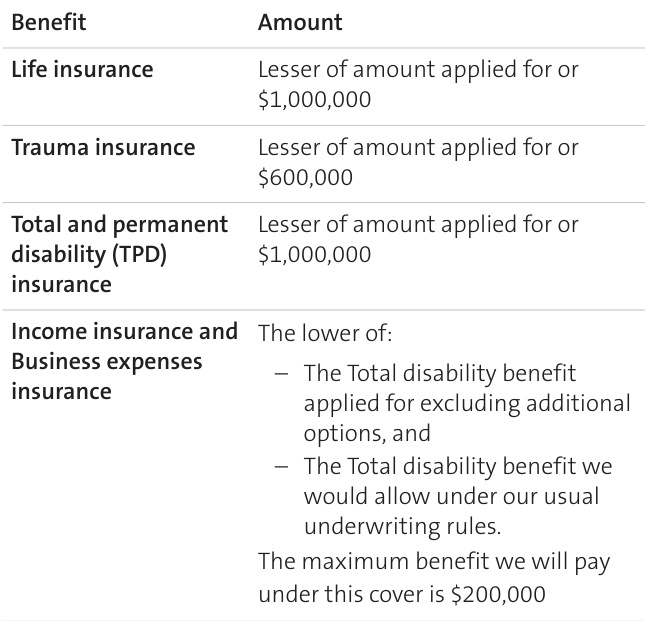 Benefit Amount
Life insurance Lesser of amount applied for or
$1,000,000
Trauma insurance Lesser of amount applied for or
$600,000
Total and permanent Lesser of amount applied for or
disability (TPD) $1,000,000
insurance
Income insurance and The lower of:
Business expenses
insurance
– The Total disability benefit
applied for excluding additional
options, and
– The Total disability benefit we
would allow under our usual
underwriting rules.
The maximum benefit we will pay
under this cover is $200,000